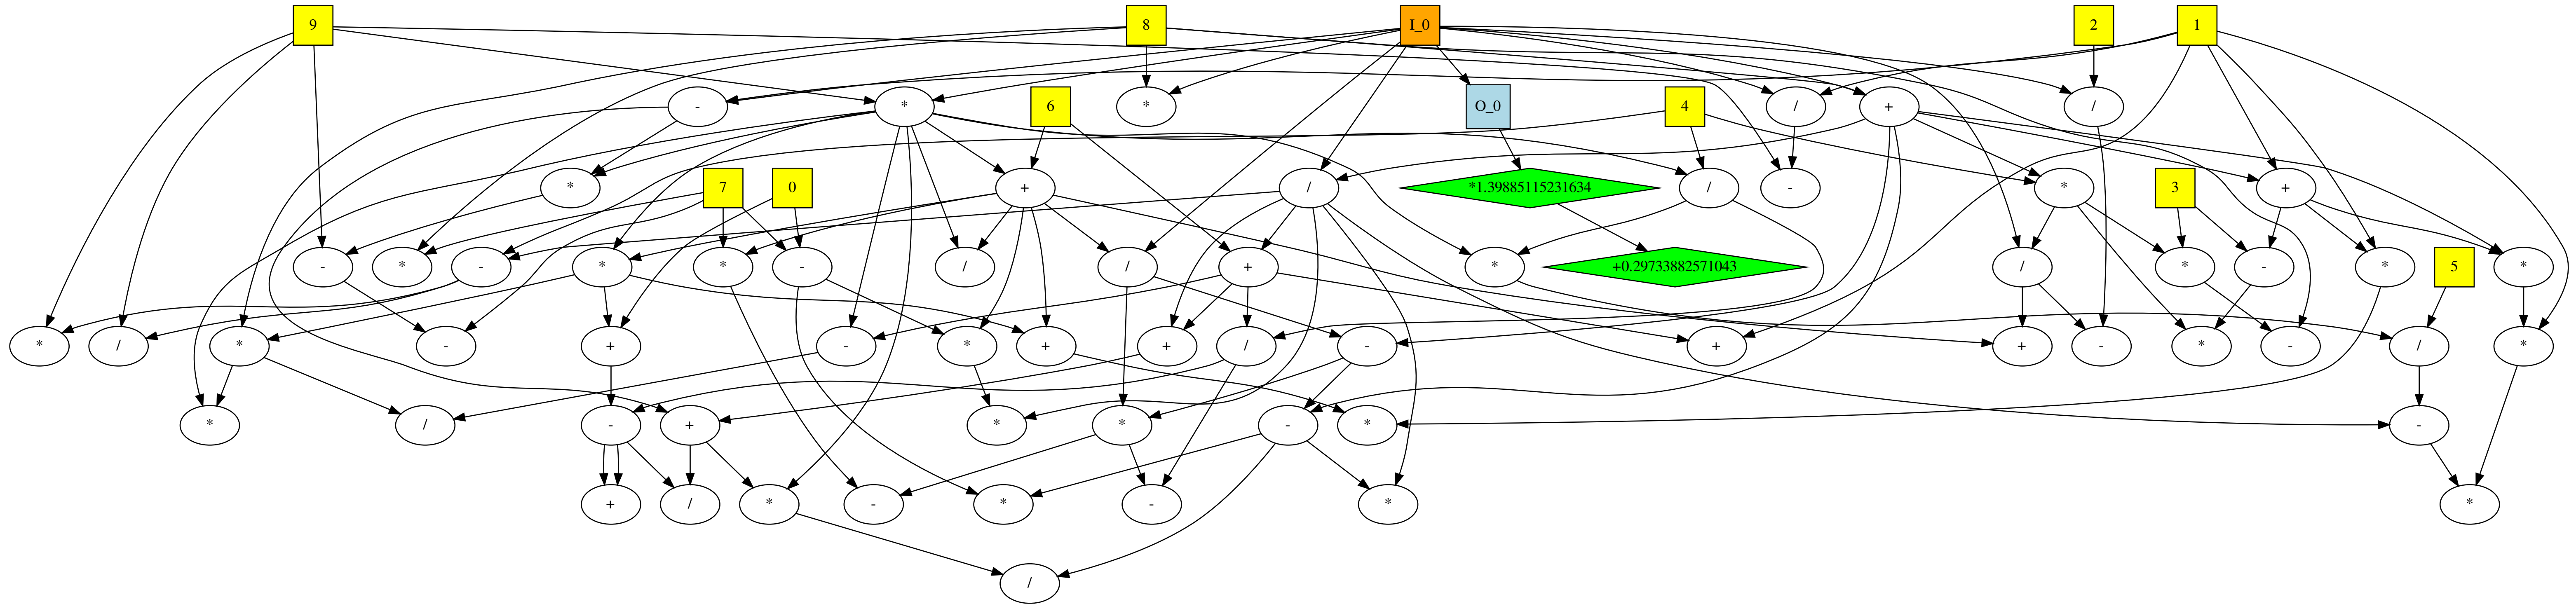 9 8 I_0 2 1
- * 6 * O_0 4 / + /
* 7 0 + / *1.39885115231634 / - * 3 +
- * - * * - / / + * +0.29733882571043 / * - * 5 *
* / * - + - * + + / - + + - * - / *
* / - + * * - * -
+ / * - * - * *
/